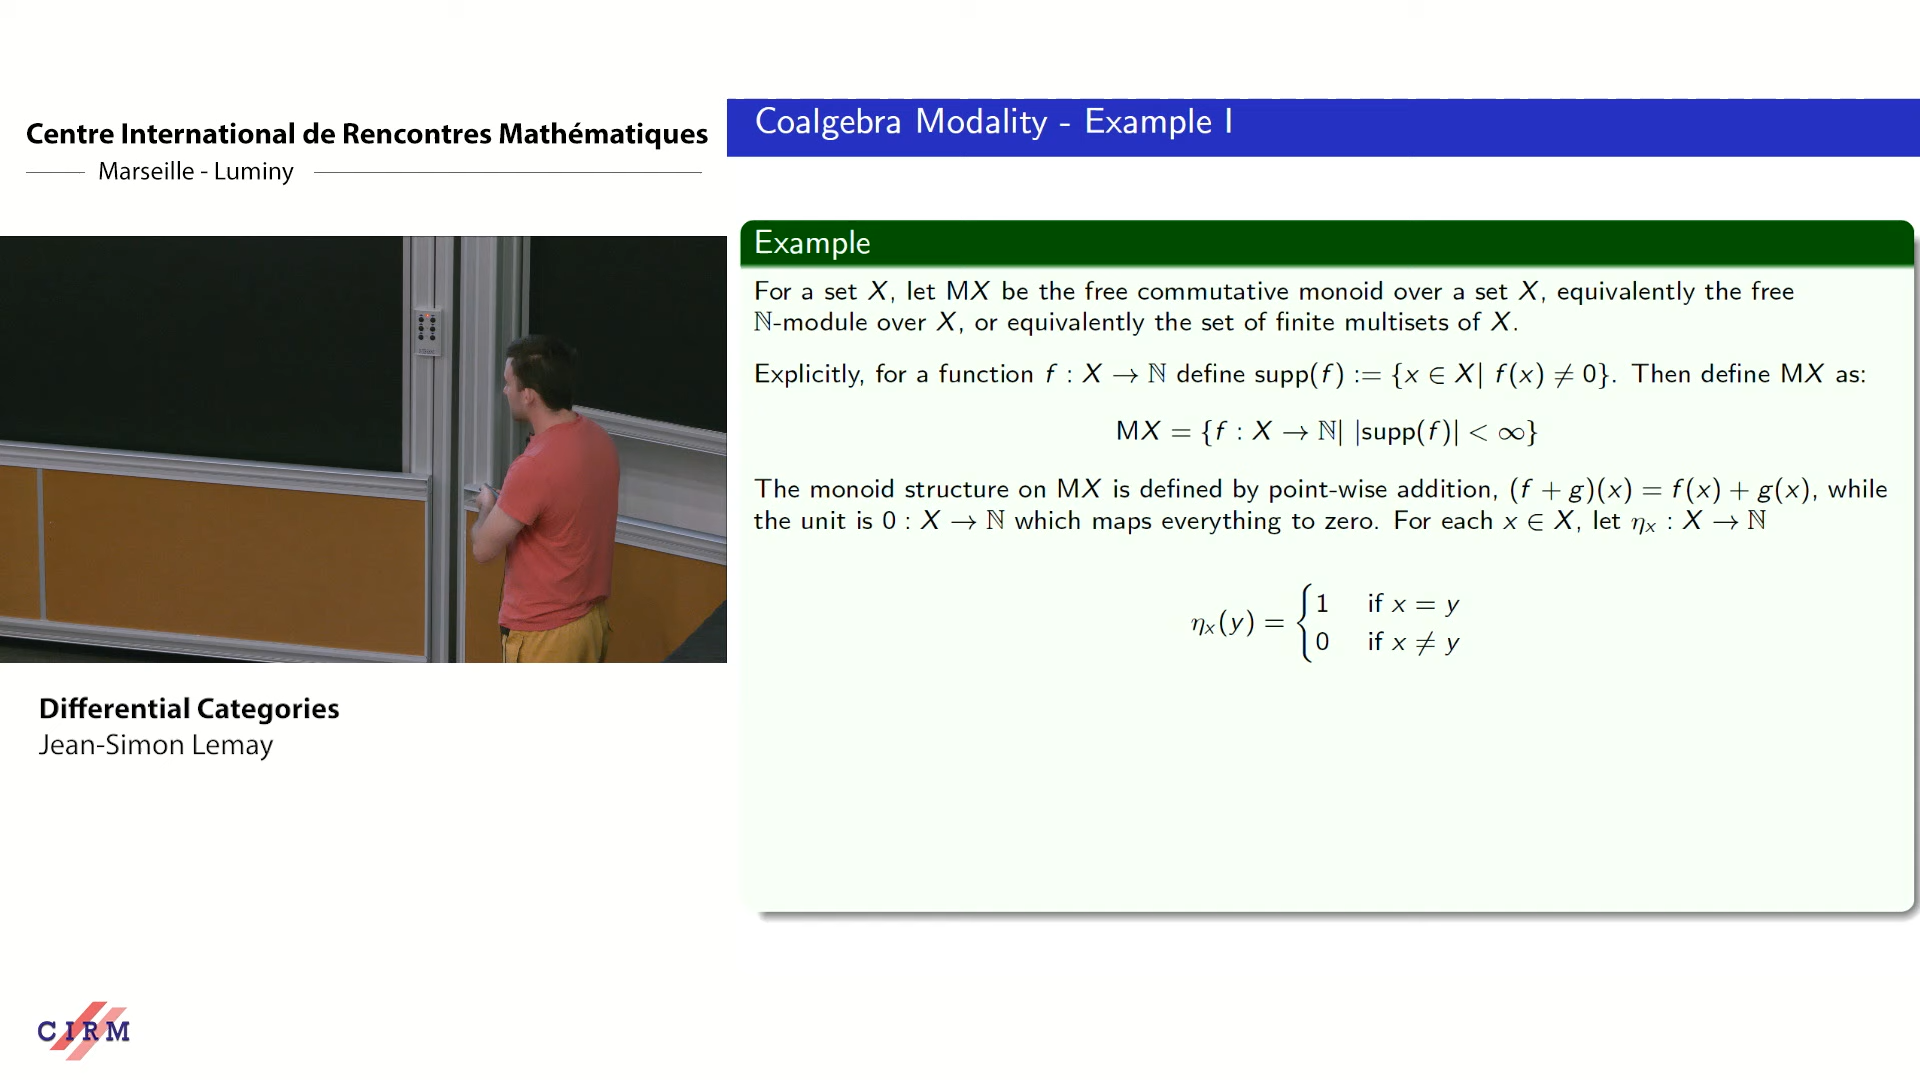 Centre International de Rencontres Mathématiques
Marseille - Luminy
Coalgebra Modality - Example I
Example
For a set X, let MX be the free commutative monoid over a set X, equivalently the free
ℕ-module over X, or equivalently the set of finite multisets of X.
Explicitly, for a function f : X → ℕ define supp(f) := {x ∈ X| f(x) ≠ 0}. Then define MX as:
MX = {f : X → ℕ| |supp(f)| < ∞}
The monoid structure on MX is defined by point-wise addition, (f + g)(x) = f(x) + g(x), while
the unit is 0 : X → ℕ which maps everything to zero. For each x ∈ X, let ηₓ : X → ℕ
ηₓ(y) = { 1 if x = y
0 if x ≠ y
Differential Categories
Jean-Simon Lemay
CIRM